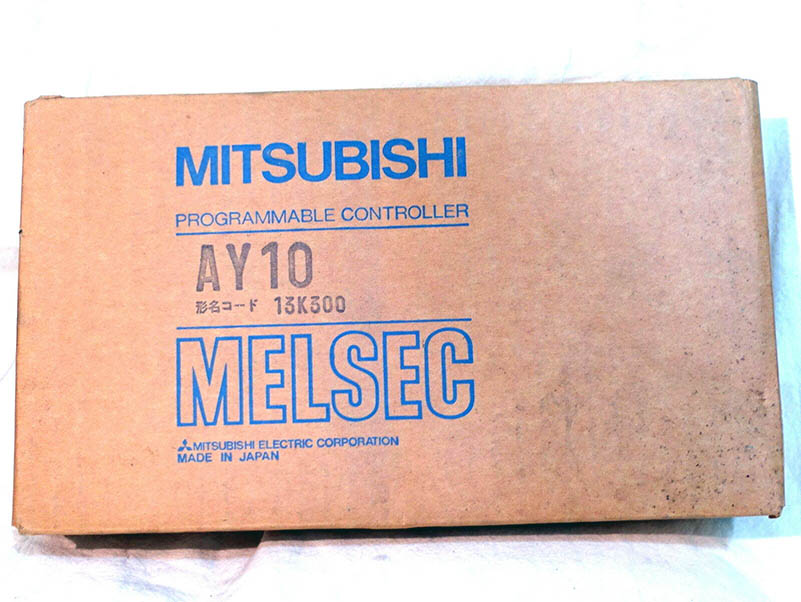 MITSUBISHI
PROGRAMMABLE CONTROLLER
AY10
形名コード 13K300
MELSEC
MITSUBISHI ELECTRIC CORPORATION
MADE IN JAPAN